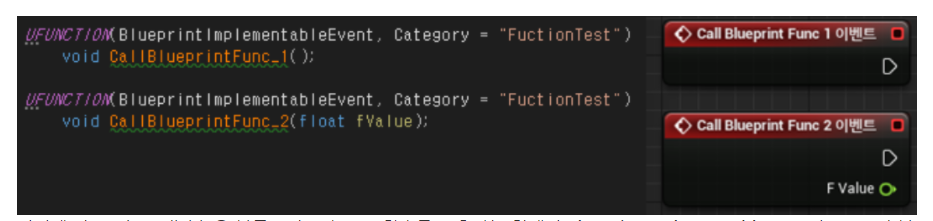 UFUNCTION(BlueprintImplementableEvent, Category = "FuctionTest")
void CallBlueprintFunc_1();
UFUNCTION(BlueprintImplementableEvent, Category = "FuctionTest")
void CallBlueprintFunc_2(float fValue);
Call Blueprint Func 1 이벤트
Call Blueprint Func 2 이벤트
F Value